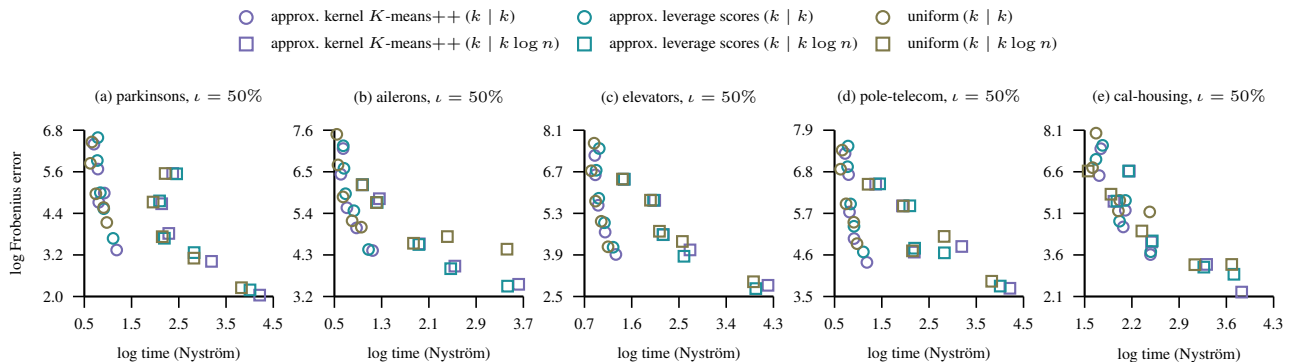 approx. kernel K-means++ (k | k) approx. leverage scores (k | k) uniform (k | k)
approx. kernel K-means++ (k | k log n) approx. leverage scores (k | k log n) uniform (k | k log n)
(a) parkinsons, ι = 50% (b) ailerons, ι = 50% (c) elevators, ι = 50% (d) pole-telecom, ι = 50% (e) cal-housing, ι = 50%
log Frobenius error
6.8 7.6 8.1 7.9 8.1
5.6 6.5 6.7 6.8 6.6
4.4 5.4 5.3 5.7 5.1
3.2 4.3 3.9 4.6 3.6
2.0 3.2 2.5 3.5 2.1
0.5 1.5 2.5 3.5 4.5 0.5 1.3 2.1 2.9 3.7 0.7 1.6 2.5 3.4 4.3 0.5 1.5 2.5 3.5 4.5 1.5 2.2 2.9 3.6 4.3
log time (Nyström) log time (Nyström) log time (Nyström) log time (Nyström) log time (Nyström)